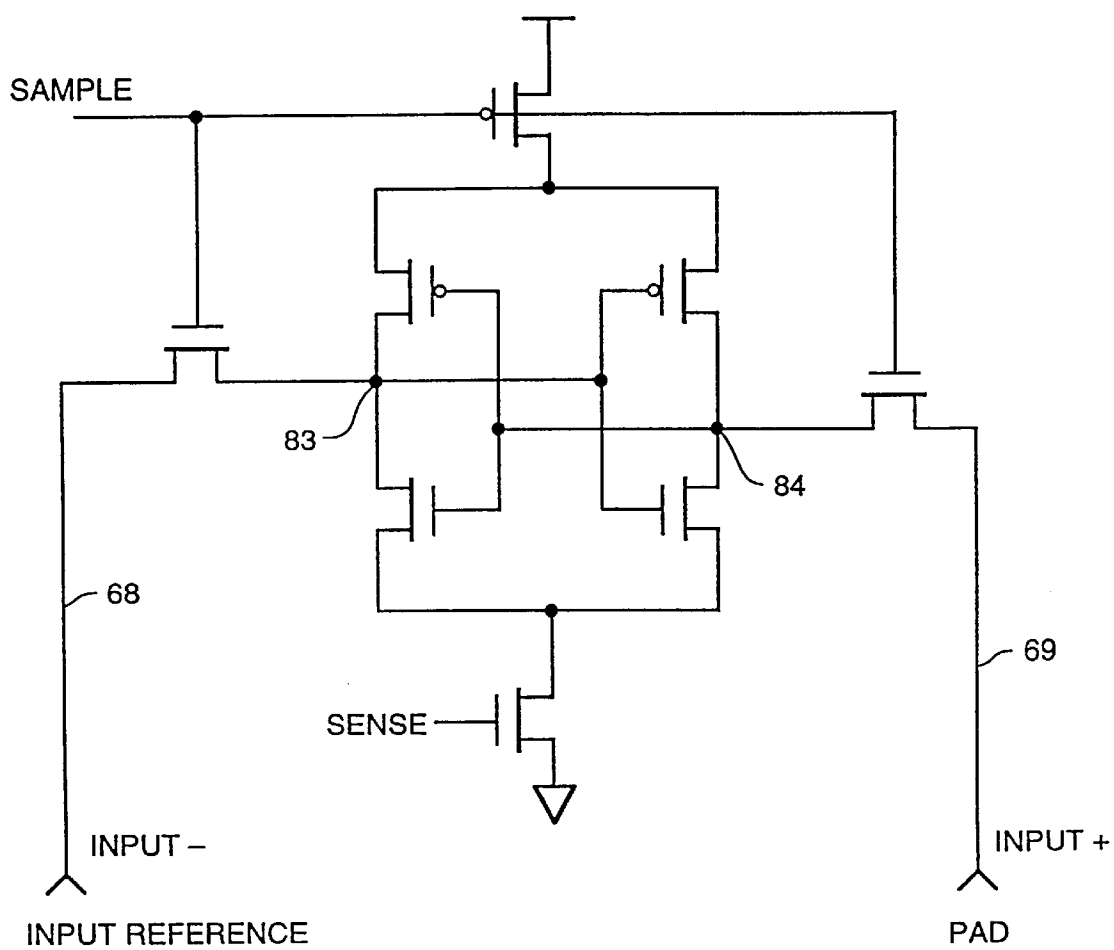 SAMPLE
83
84
68
69
SENSE
INPUT –
INPUT +
INPUT REFERENCE
PAD